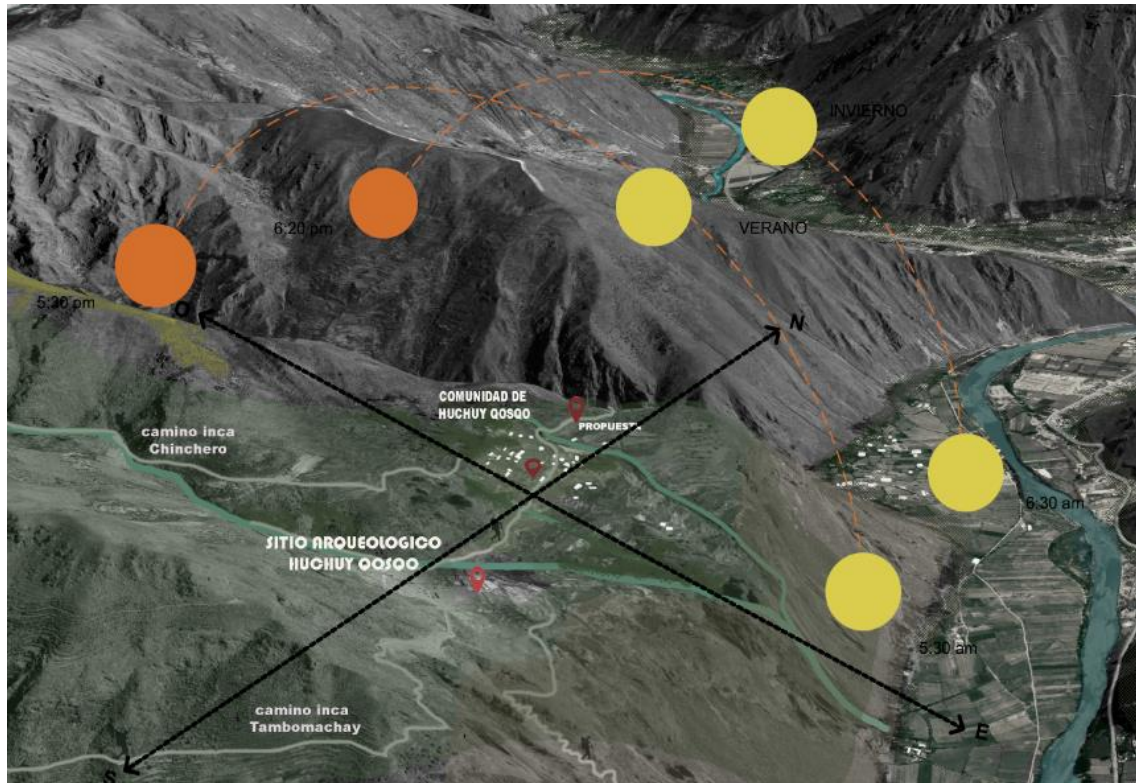 INVIERNO
VERANO
6:20 pm
5:30 pm
O
N
COMUNIDAD DE
HUCHUY QOSQO
PROPUESTA
camino inca
Chinchero
6:30 am
SITIO ARQUEOLOGICO
HUCHUY QOSQO
5:30 am
camino inca
Tambomachay
E
S